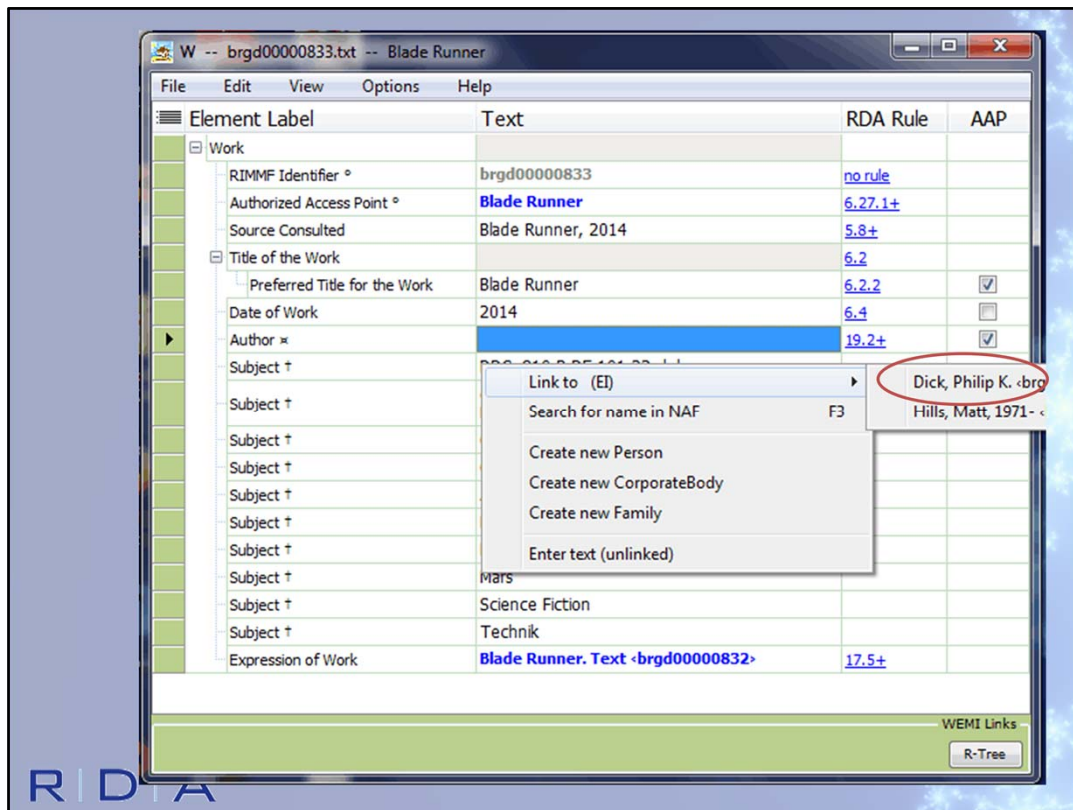 W -- brgd00000833.txt -- Blade Runner
File Edit View Options Help
Element Label Text RDA Rule AAP
Work
RIMMF Identifier º brgd00000833 no rule
Authorized Access Point º Blade Runner 6.27.1+
Source Consulted Blade Runner, 2014 5.8+
Title of the Work 6.2
Preferred Title for the Work Blade Runner 6.2.2
Date of Work 2014 6.4
Author ¤ 19.2+
Subject †
Link to (EI) Dick, Philip K. ‹brg
Subject †
Search for name in NAF F3 Hills, Matt, 1971- ‹
Subject †
Create new Person
Subject †
Create new CorporateBody
Subject †
Subject †
Create new Family
Subject †
Enter text (unlinked)
Subject † Mars
Subject † Science Fiction
Subject † Technik
Expression of Work Blade Runner. Text ‹brgd00000832› 17.5+
WEMI Links
R-Tree
RDA